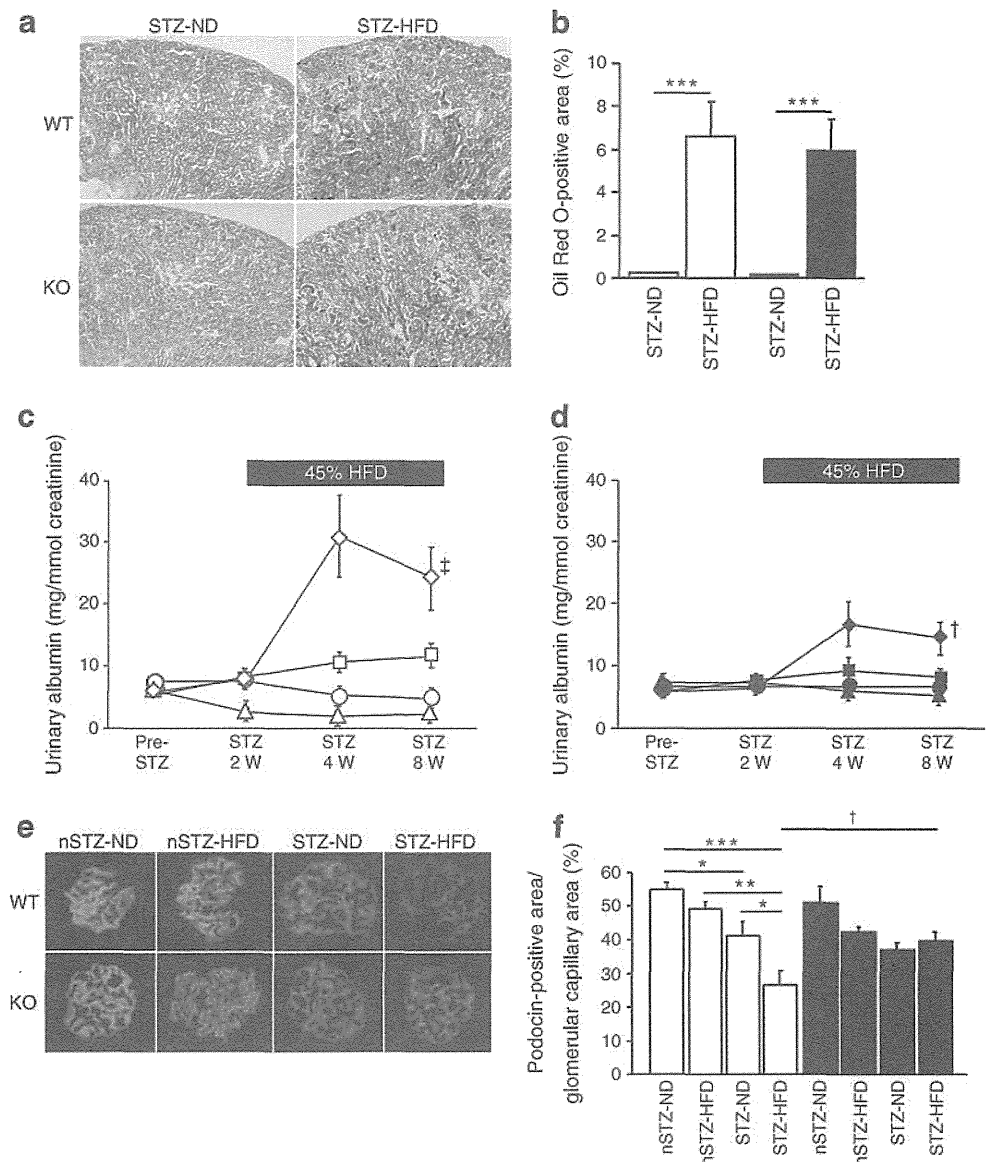 a
STZ-ND
STZ-HFD
WT
KO
b
Oil Red O-positive area (%)
10
8
6
4
2
0
***
***
STZ-ND
STZ-HFD
STZ-ND
STZ-HFD
c
Urinary albumin (mg/mmol creatinine)
45% HFD
40
30
20
10
0
‡
Pre-
STZ
STZ
2 W
STZ
4 W
STZ
8 W
d
Urinary albumin (mg/mmol creatinine)
45% HFD
40
30
20
10
0
†
Pre-
STZ
STZ
2 W
STZ
4 W
STZ
8 W
e
nSTZ-ND
nSTZ-HFD
STZ-ND
STZ-HFD
WT
KO
f
Podocin-positive area/
glomerular capillary area (%)
60
50
40
30
20
10
0
†
***
*
**
*
nSTZ-ND
nSTZ-HFD
STZ-ND
STZ-HFD
nSTZ-ND
nSTZ-HFD
STZ-ND
STZ-HFD